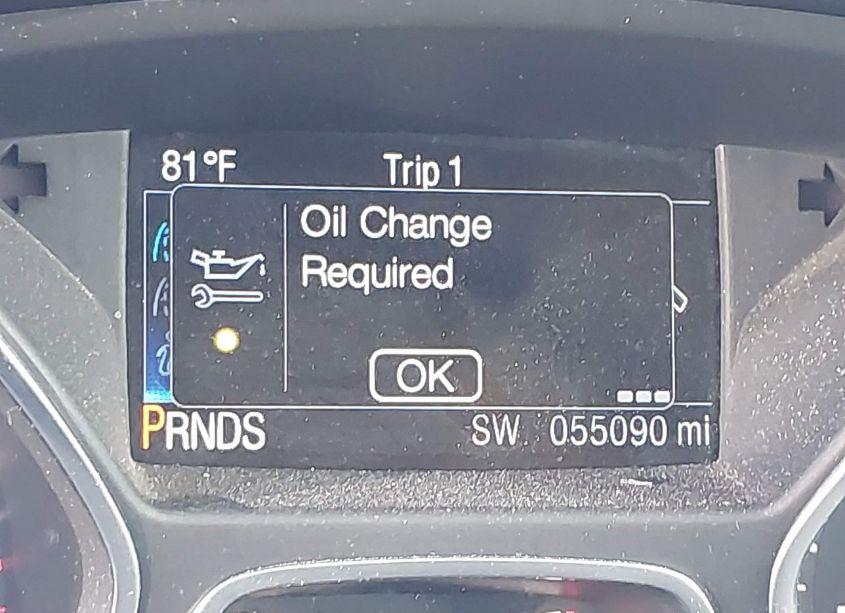 81°F
Trip 1
Oil Change
Required
OK
PRNDS
SW. 055090 mi